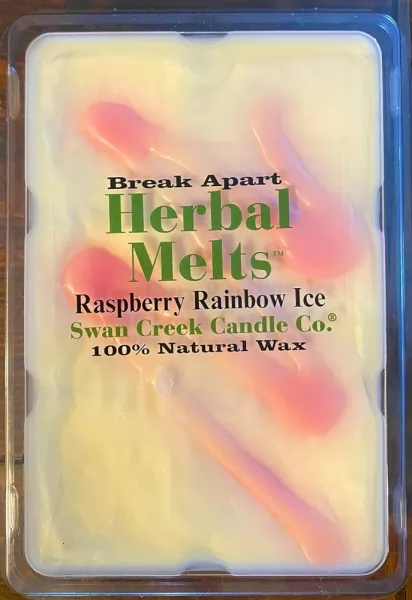 Break Apart
Herbal
Melts™
Raspberry Rainbow Ice
Swan Creek Candle Co.®
100% Natural Wax